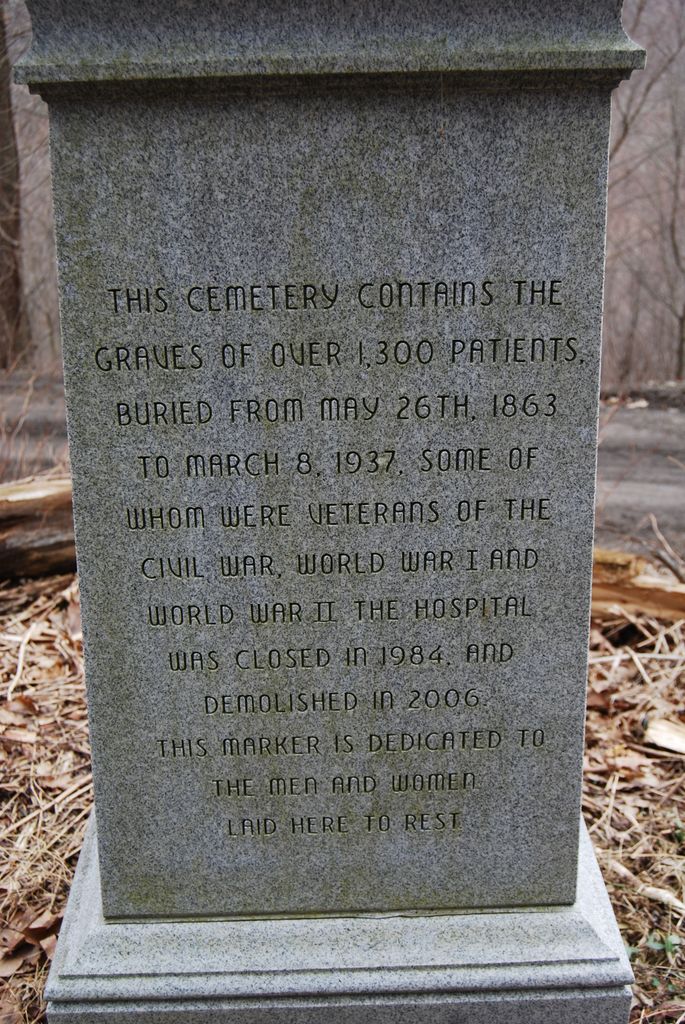 THIS CEMETERY CONTAINS THE
GRAVES OF OVER 1,300 PATIENTS,
BURIED FROM MAY 26TH, 1863
TO MARCH 8, 1937, SOME OF
WHOM WERE VETERANS OF THE
CIVIL WAR, WORLD WAR I AND
WORLD WAR II. THE HOSPITAL
WAS CLOSED IN 1984, AND
DEMOLISHED IN 2006.
THIS MARKER IS DEDICATED TO
THE MEN AND WOMEN
LAID HERE TO REST.